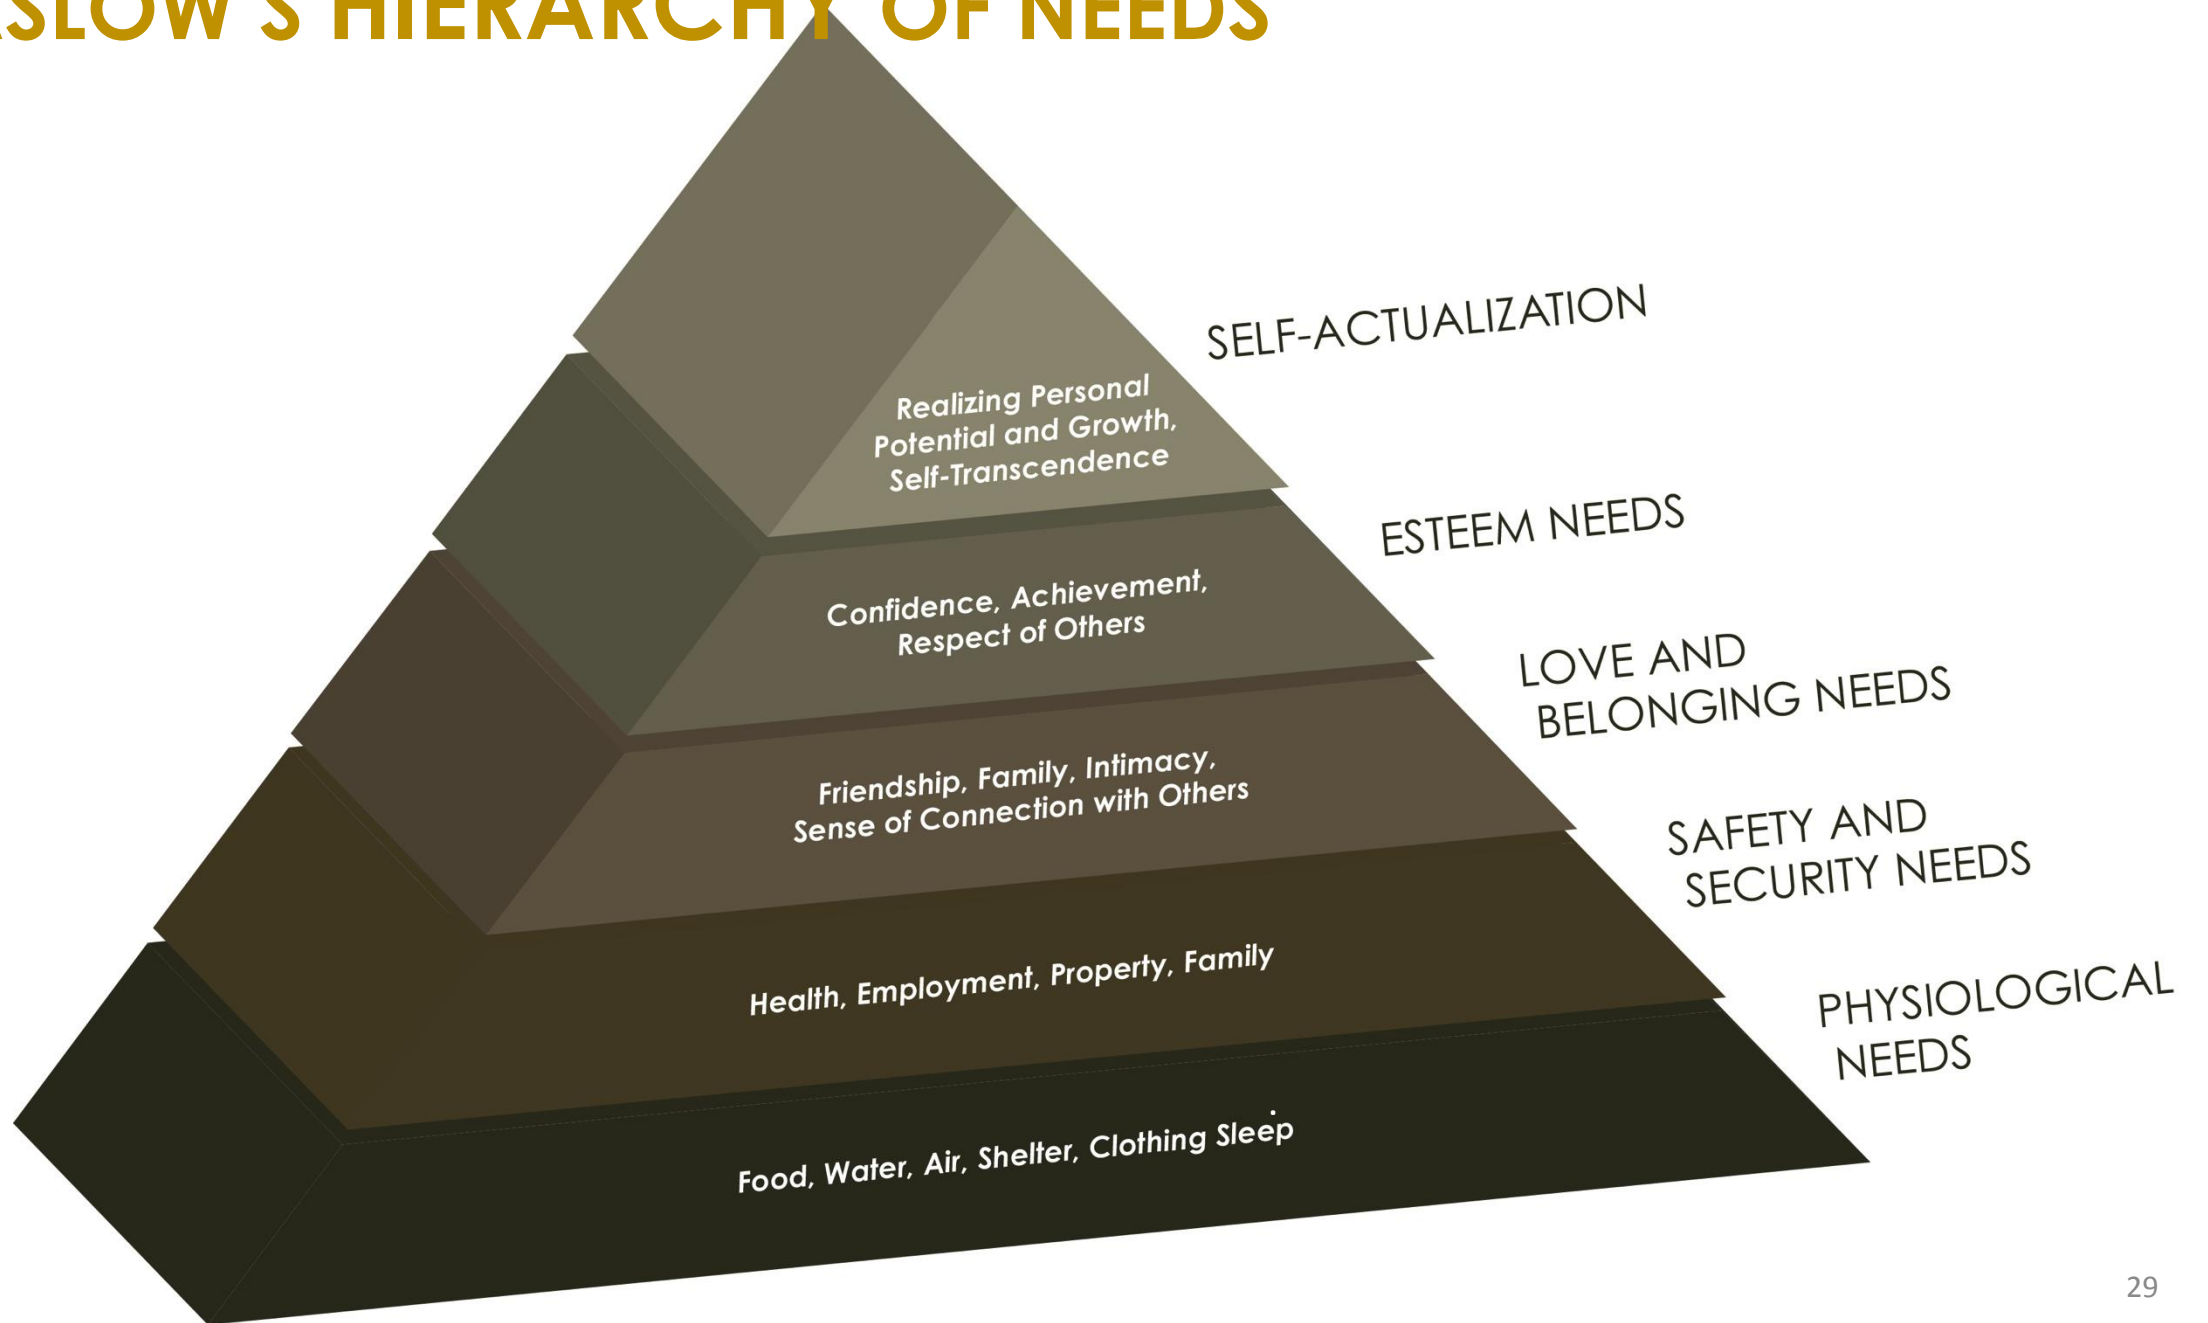 SLOW'S HIERARCHY OF NEEDS
SELF-ACTUALIZATION
Realizing Personal
Potential and Growth,
Self-Transcendence
ESTEEM NEEDS
Confidence, Achievement,
Respect of Others
LOVE AND
BELONGING NEEDS
Friendship, Family, Intimacy,
Sense of Connection with Others
SAFETY AND
SECURITY NEEDS
Health, Employment, Property, Family
PHYSIOLOGICAL
NEEDS
.
Food, Water, Air, Shelter, Clothing Sleep
29